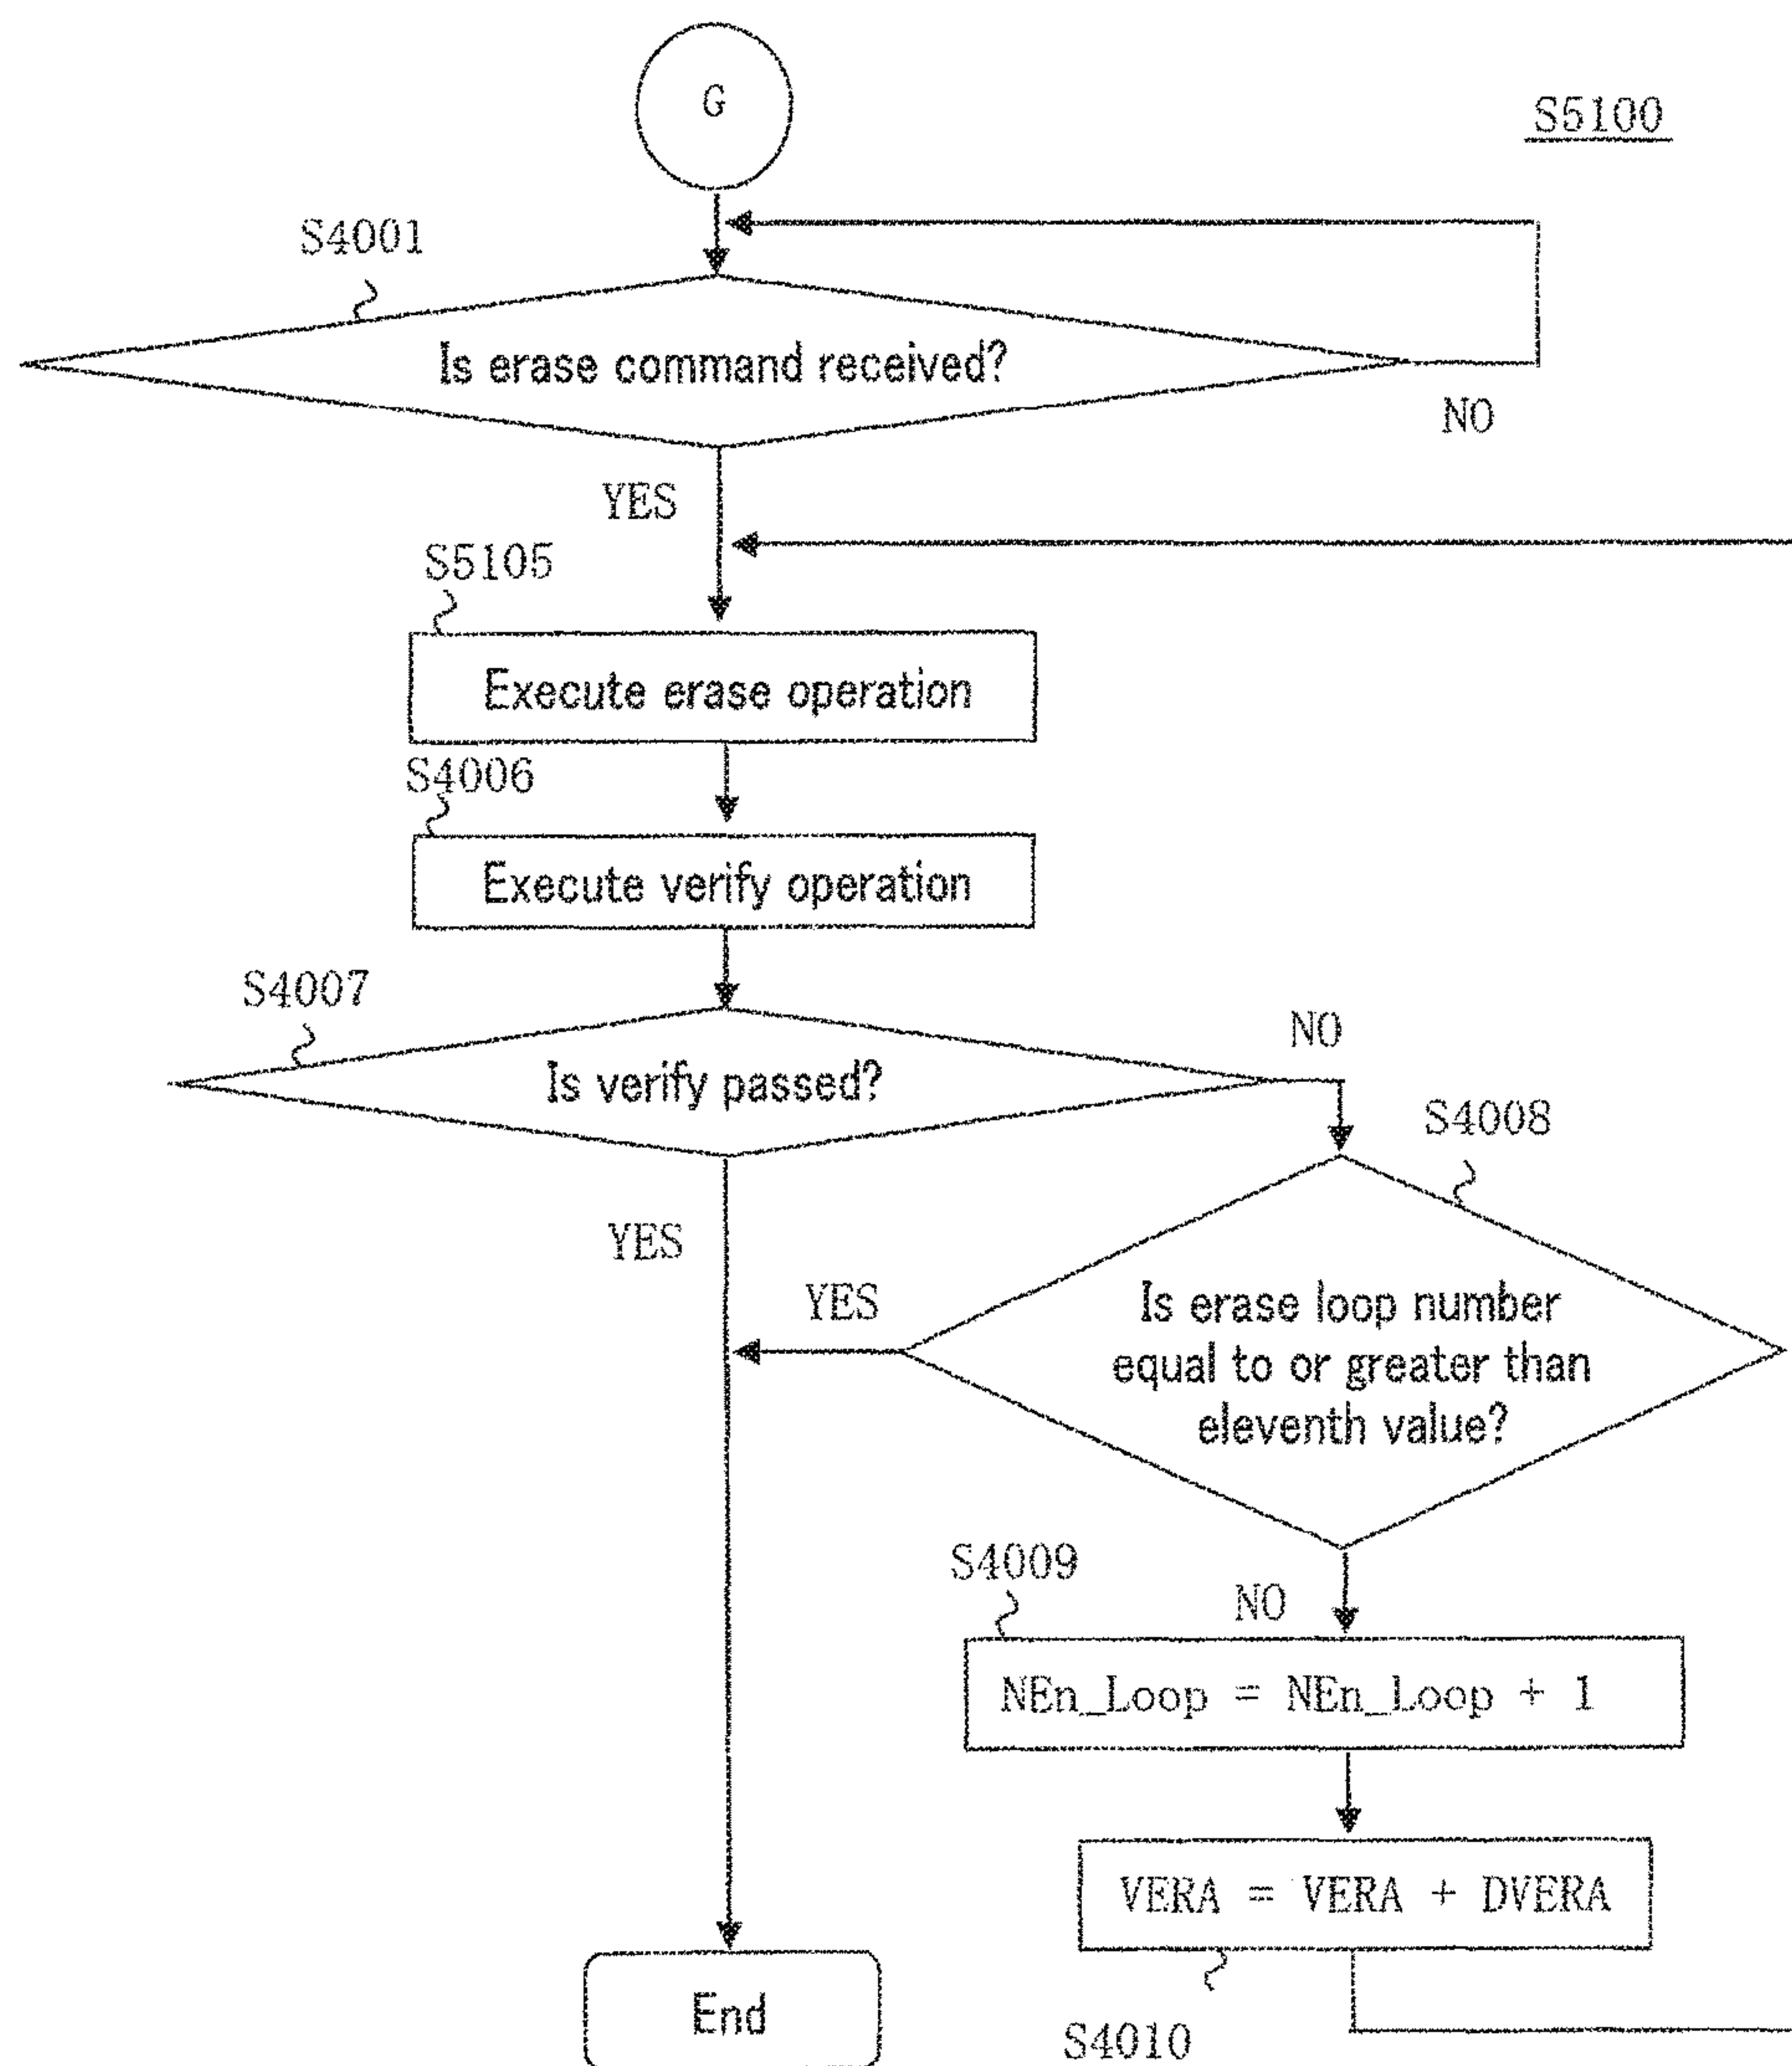 G
S5100
S4001
Is erase command received?
NO
YES
S5105
Execute erase operation
S4006
Execute verify operation
S4007
NO
Is verify passed?
S4008
YES
YES
Is erase loop number
equal to or greater than
eleventh value?
S4009
NO
NEn_Loop = NEn_Loop + 1
VERA = VERA + DVERA
End
S4010